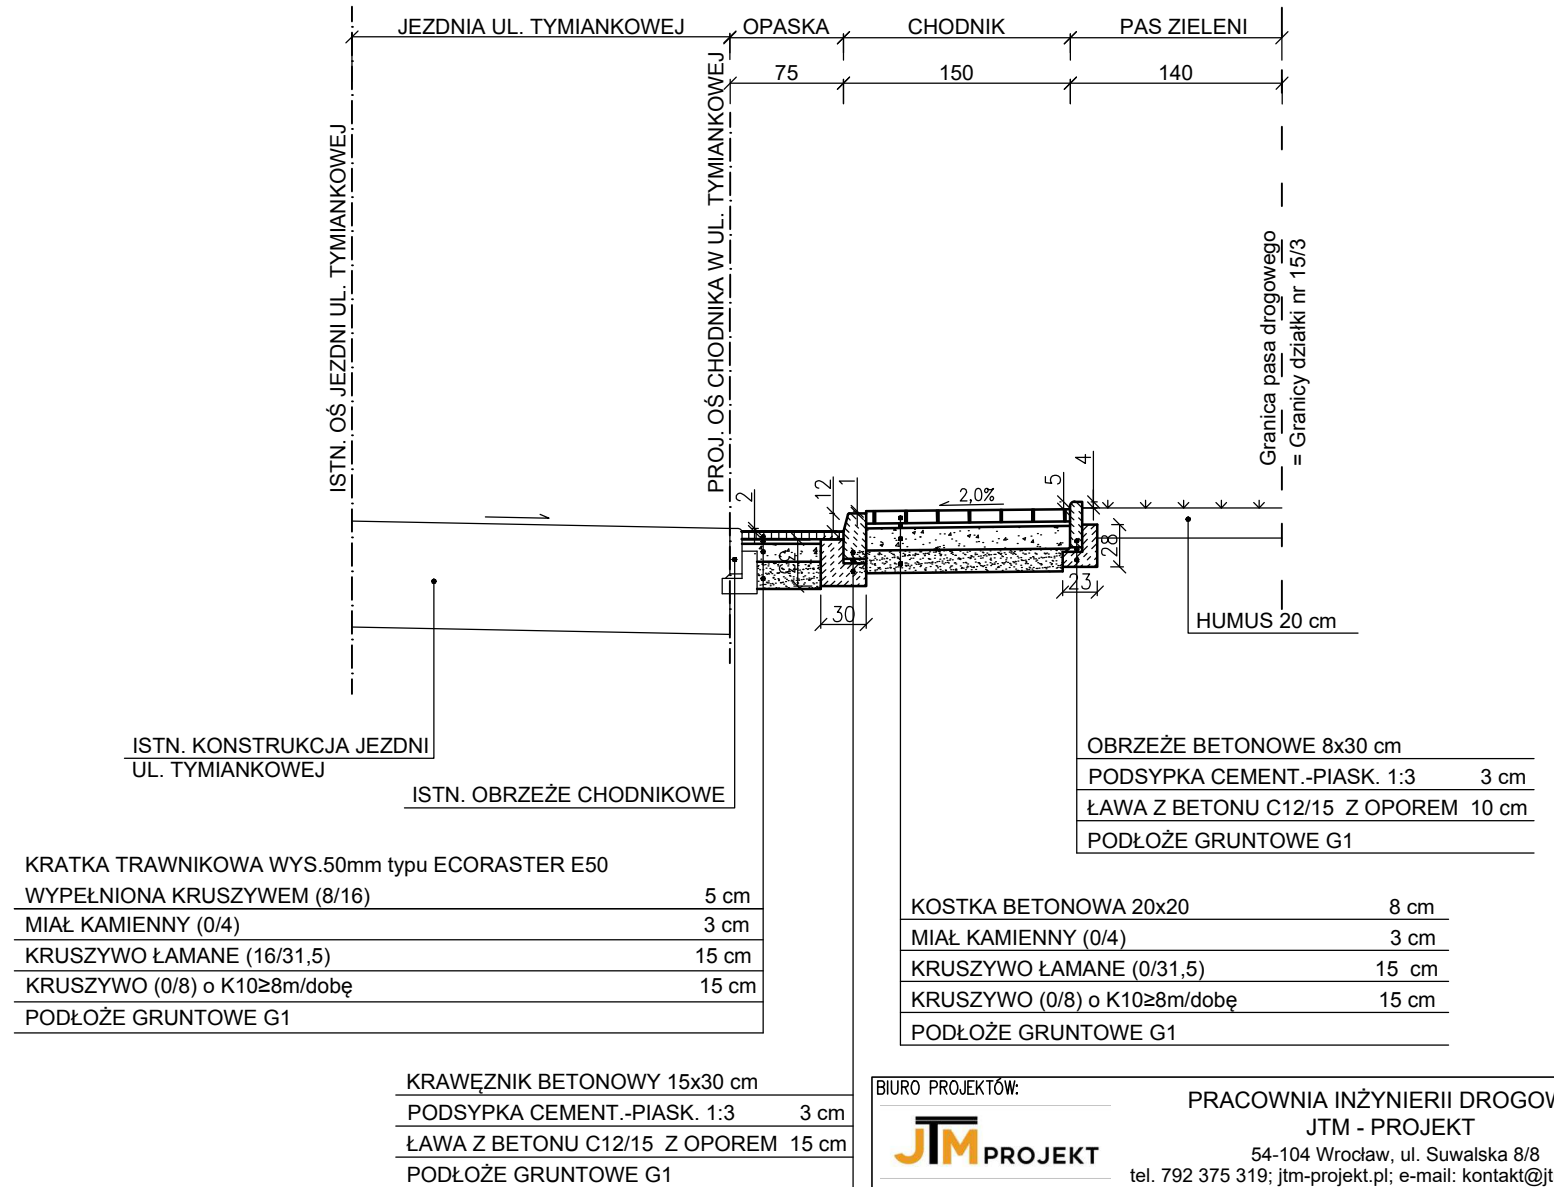 JEZDNIA UL. TYMIANKOWEJ OPASKA CHODNIK PAS ZIELENI
75 150 140
ISTN. OŚ JEZDNI UL. TYMIANKOWEJ
PROJ. OŚ CHODNIKA W UL. TYMIANKOWEJ
Granica pasa drogowego
= Granicy działki nr 15/3
2 12 1 2,0% 5 4
30 23 28
HUMUS 20 cm
ISTN. KONSTRUKCJA JEZDNI
UL. TYMIANKOWEJ
ISTN. OBRZEŻE CHODNIKOWE
OBRZEŻE BETONOWE 8x30 cm
PODSYPKA CEMENT.-PIASK. 1:3 3 cm
ŁAWA Z BETONU C12/15 Z OPOREM 10 cm
PODŁOŻE GRUNTOWE G1
KRATKA TRAWNIKOWA WYS.50mm typu ECORASTER E50
WYPEŁNIONA KRUSZYWEM (8/16) 5 cm
MIAŁ KAMIENNY (0/4) 3 cm
KRUSZYWO ŁAMANE (16/31,5) 15 cm
KRUSZYWO (0/8) o K10≥8m/dobę 15 cm
PODŁOŻE GRUNTOWE G1
KOSTKA BETONOWA 20x20 8 cm
MIAŁ KAMIENNY (0/4) 3 cm
KRUSZYWO ŁAMANE (0/31,5) 15 cm
KRUSZYWO (0/8) o K10≥8m/dobę 15 cm
PODŁOŻE GRUNTOWE G1
KRAWĘZNIK BETONOWY 15x30 cm
PODSYPKA CEMENT.-PIASK. 1:3 3 cm
ŁAWA Z BETONU C12/15 Z OPOREM 15 cm
PODŁOŻE GRUNTOWE G1
BIURO PROJEKTÓW:
JTM PROJEKT
PRACOWNIA INŻYNIERII DROGOW
JTM - PROJEKT
54-104 Wrocław, ul. Suwalska 8/8
tel. 792 375 319; jtm-projekt.pl; e-mail: kontakt@jt